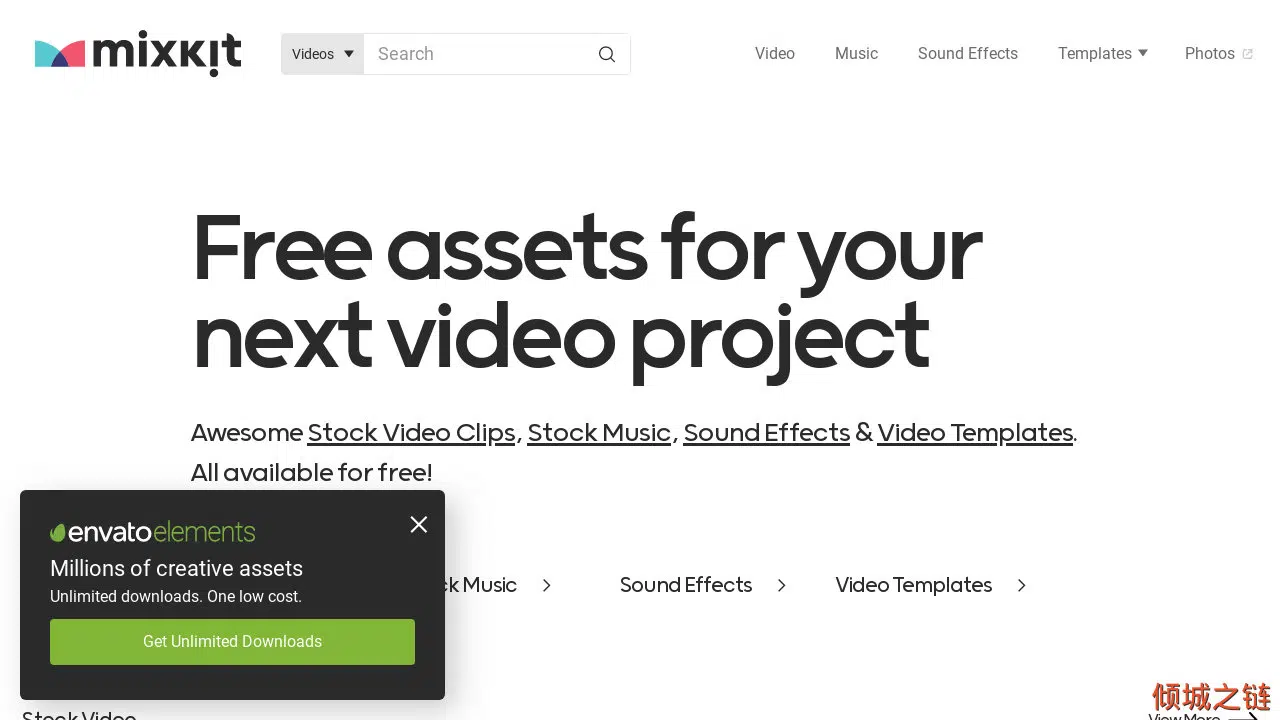 mixkit
Videos
Search
Video
Music
Sound Effects
Templates
Photos
Free assets for your
next video project
Awesome Stock Video Clips, Stock Music, Sound Effects & Video Templates.
All available for free!
envato elements
Millions of creative assets
Unlimited downloads. One low cost.
Get Unlimited Downloads
Music
Sound Effects
Video Templates
Stock Video
View More
倾城之链